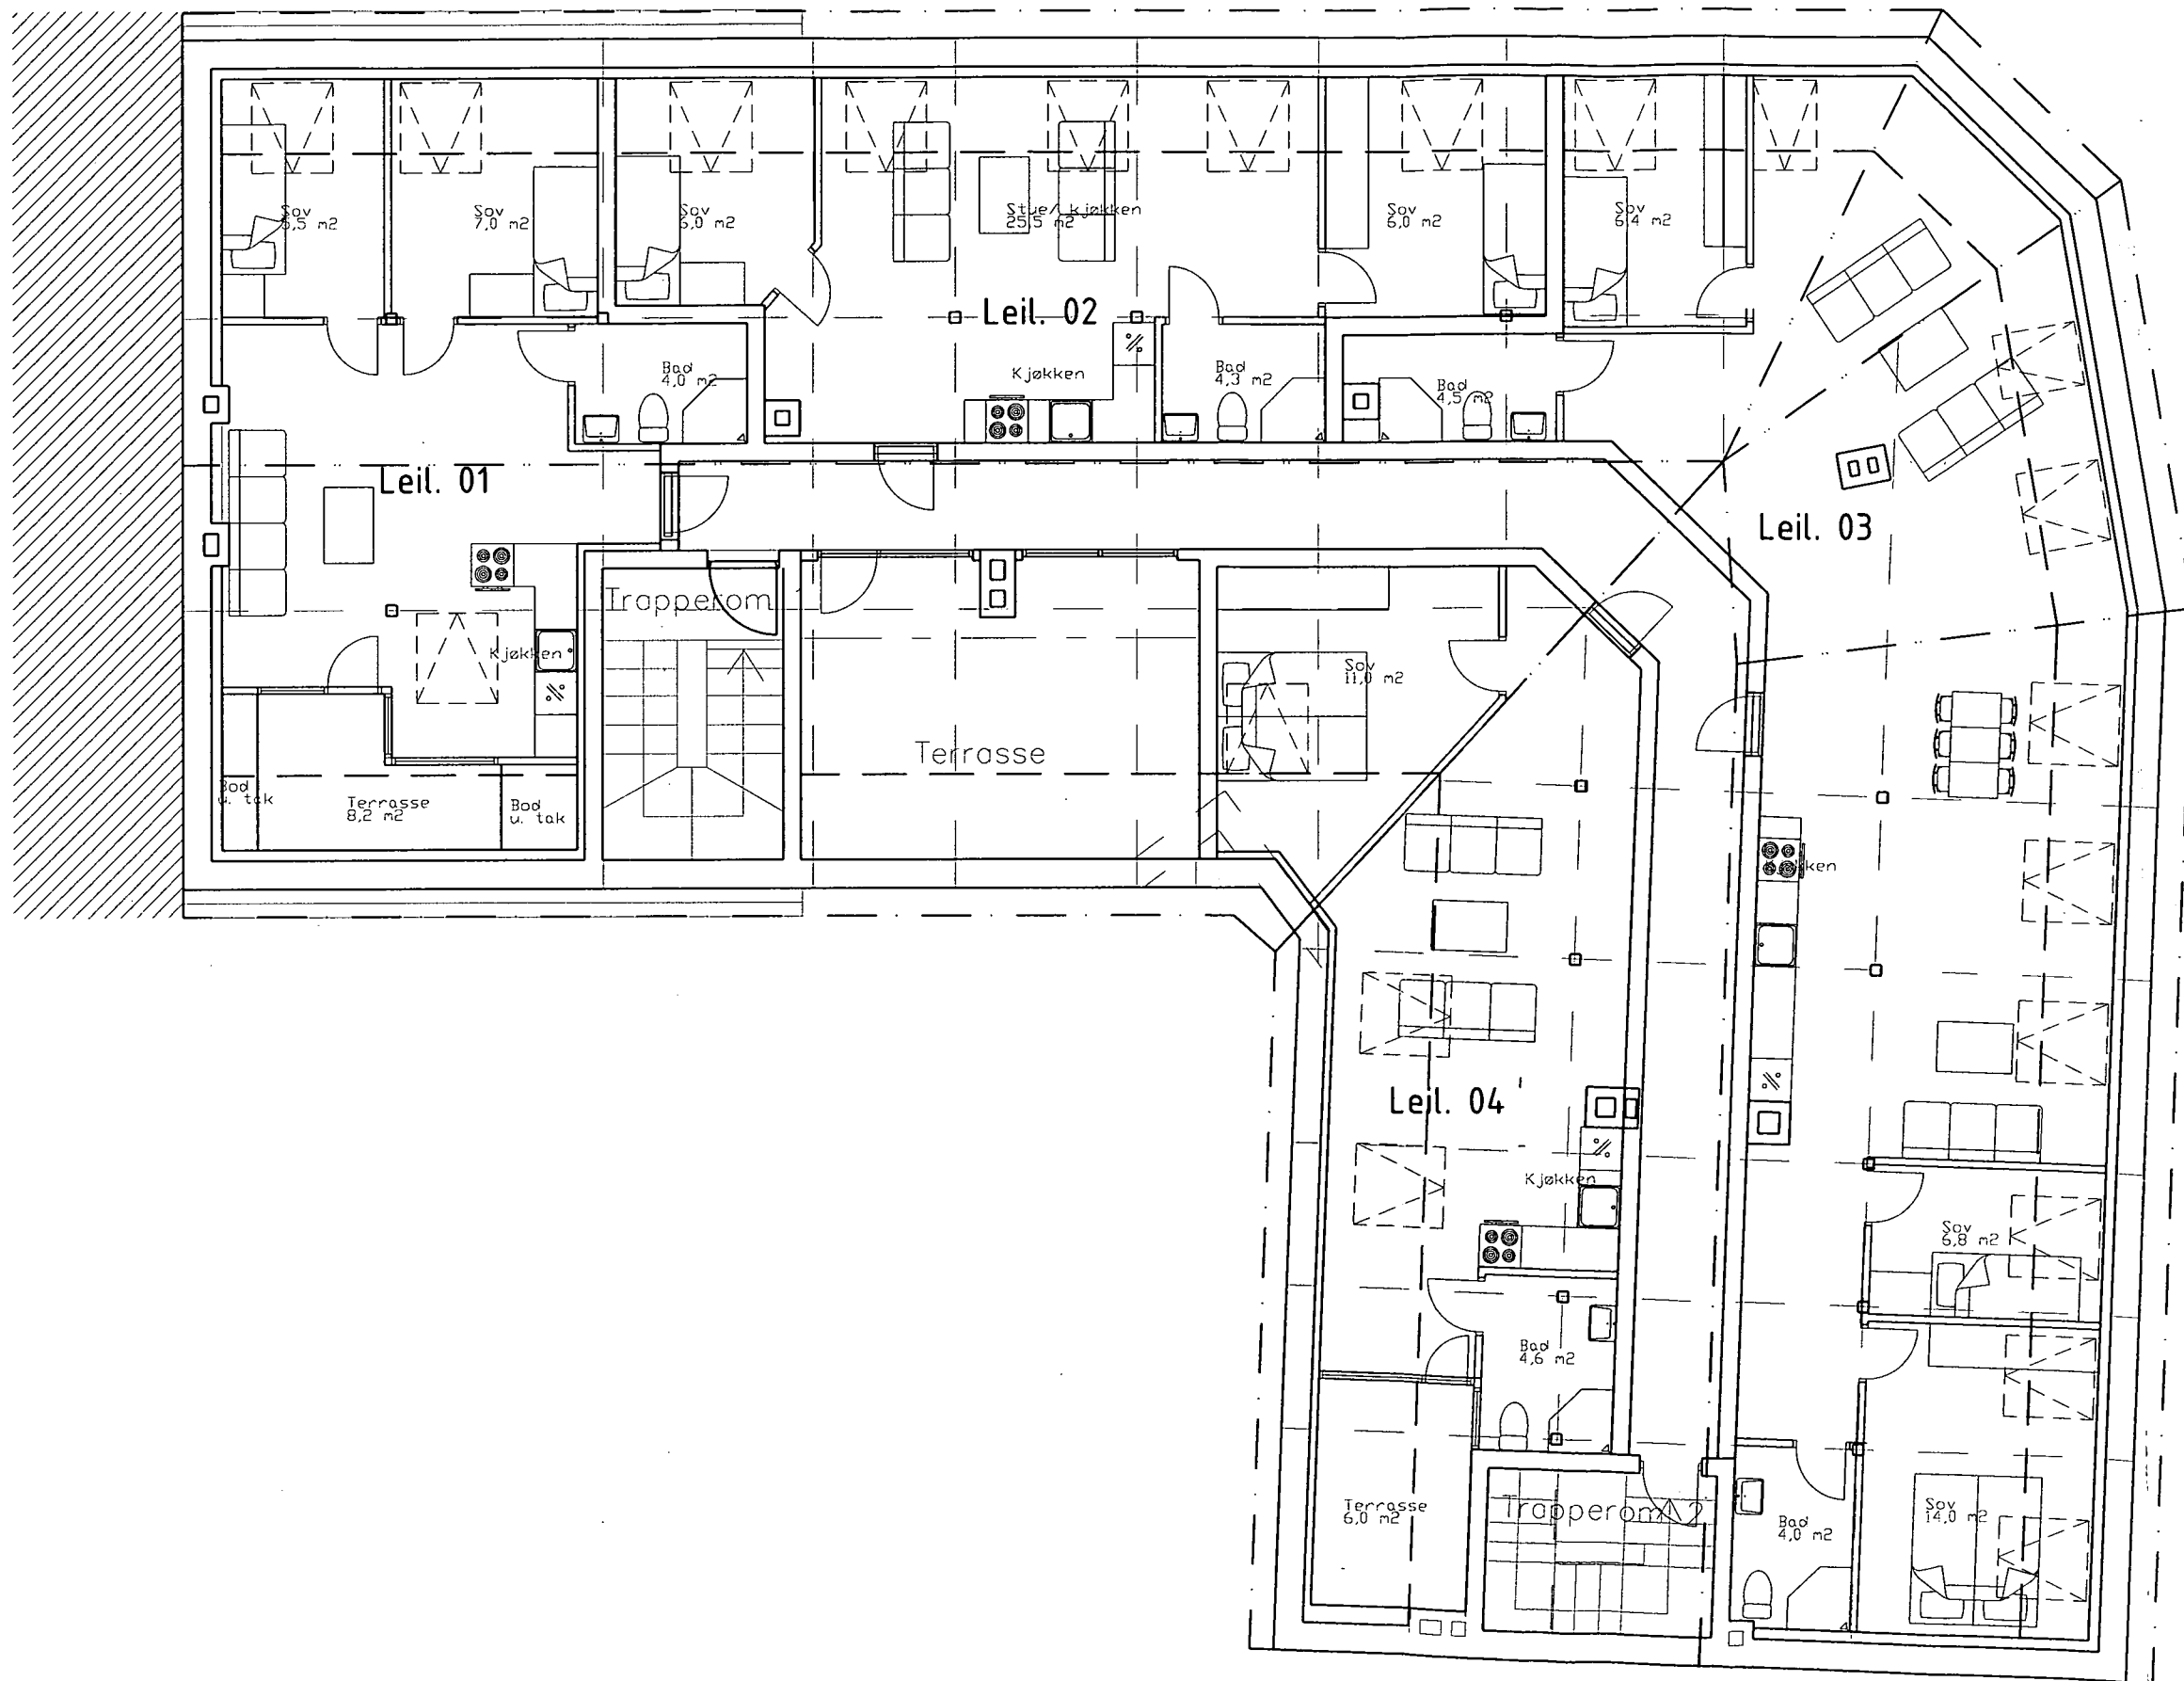 Sov
5,5 m2
Sov
7,0 m2
Sov
6,0 m2
Stue/ kjøkken
25,5 m2
Sov
6,0 m2
Sov
6,4 m2
Leil. 02
Bad
4,0 m2
Kjøkken
Bad
4,3 m2
Bad
4,5 m2
Leil. 01
Leil. 03
Trapperom
Kjøkken
Sov
11,0 m2
Terrasse
Bod
u. tak
Terrasse
8,2 m2
Bod
u. tak
Kjøkken
Leil. 04
Kjøkken
Sov
6,8 m2
Bad
4,6 m2
Terrasse
6,0 m2
Trapperom 2
Bad
4,0 m2
Sov
14,0 m2